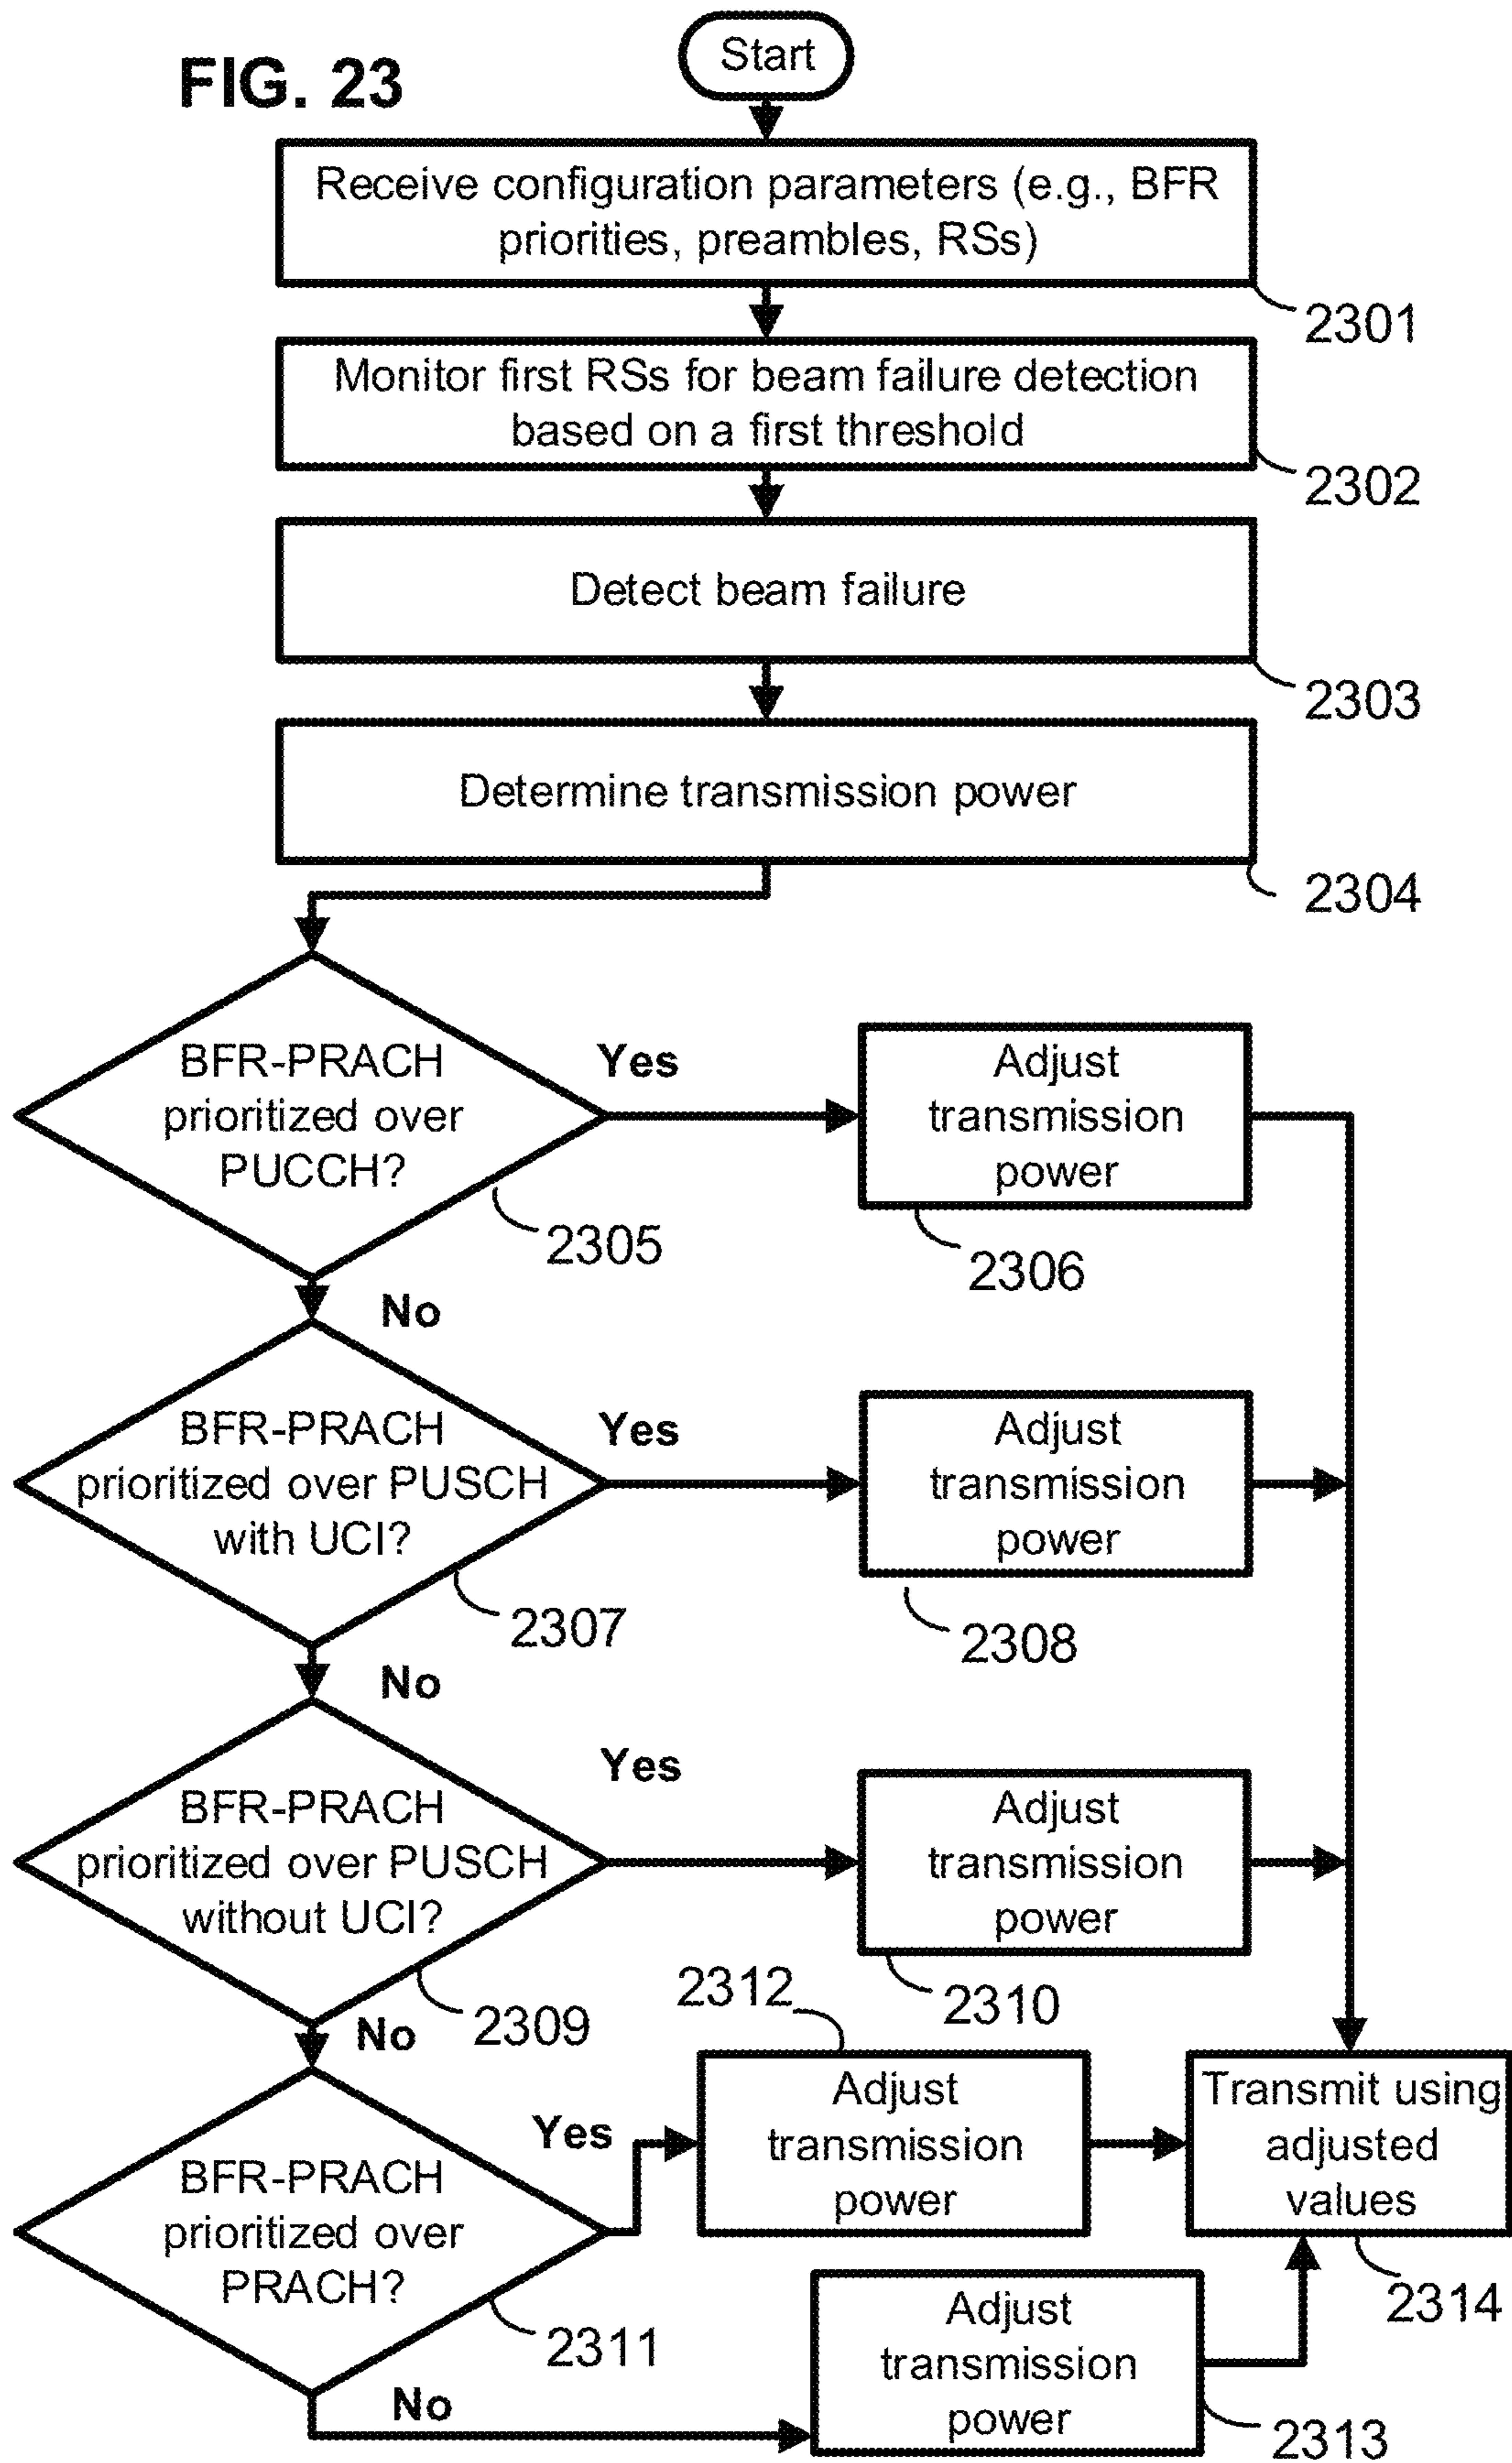 FIG. 23
Start
Receive configuration parameters (e.g., BFR
priorities, preambles, RSs)
2301
Monitor first RSs for beam failure detection
based on a first threshold
2302
Detect beam failure
2303
Determine transmission power
2304
BFR-PRACH
prioritized over
PUCCH?
2305
Yes
Adjust
transmission
power
2306
No
BFR-PRACH
prioritized over PUSCH
with UCI?
2307
Yes
Adjust
transmission
power
2308
No
BFR-PRACH
prioritized over PUSCH
without UCI?
2309
Yes
Adjust
transmission
power
2310
No
BFR-PRACH
prioritized over
PRACH?
2311
Yes
2312
Adjust
transmission
power
Transmit using
adjusted
values
2314
No
Adjust
transmission
power
2313